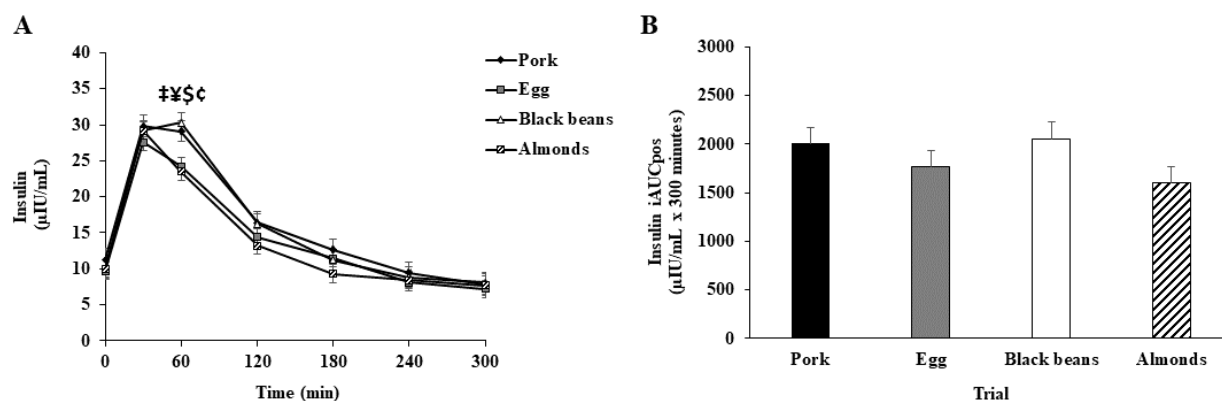 A
40
35
30
25
20
15
10
5
0
Insulin
(µIU/mL)
‡¥$¢
Pork
Egg
Black beans
Almonds
0 60 120 180 240 300
Time (min)
B
3000
2500
2000
1500
1000
500
0
Insulin iAUCpos
(µIU/mL x 300 minutes)
Pork Egg Black beans Almonds
Trial